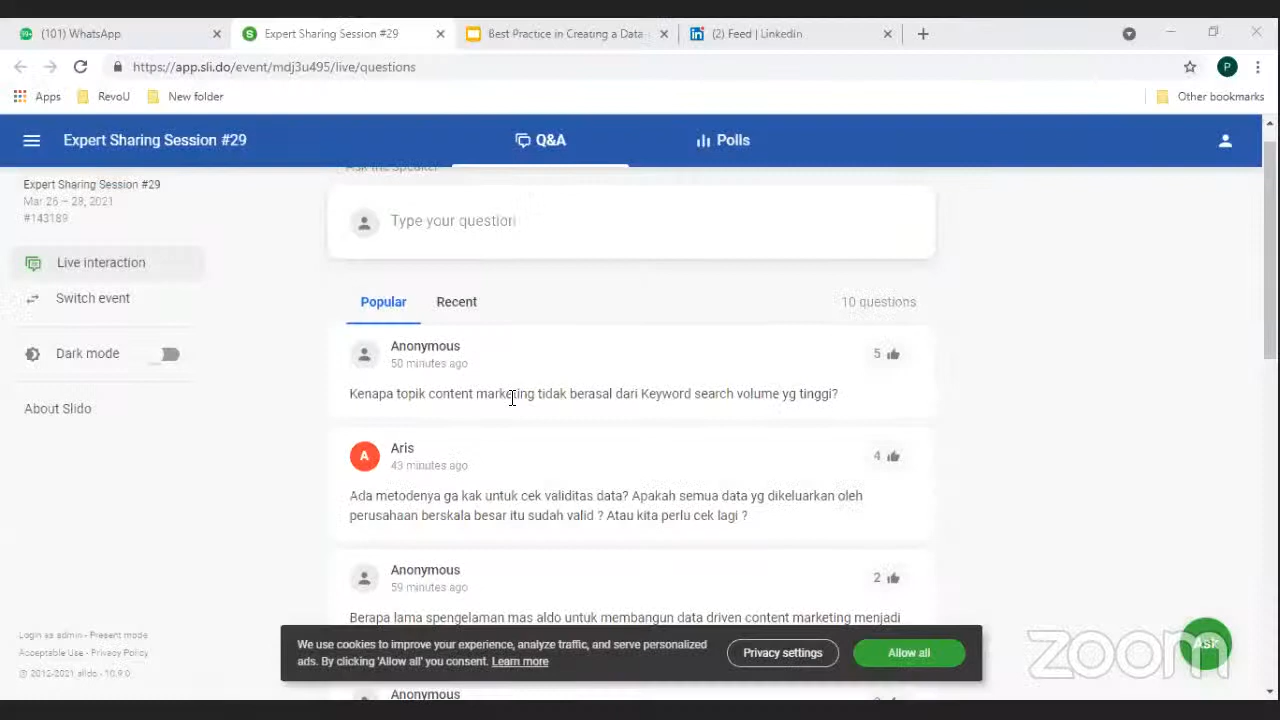 (101) WhatsApp
Expert Sharing Session #29
Best Practice in Creating a Data
(2) Feed | LinkedIn
https://app.sli.do/event/mdj3u495/live/questions
P
Apps
RevoU
New folder
Other bookmarks
Expert Sharing Session #29
Q&A
Polls
Ask the Speaker
Expert Sharing Session #29
Mar 26 – 28, 2021
#143189
Type your question
Live interaction
Switch event
Dark mode
About Slido
Popular
Recent
10 questions
Anonymous
50 minutes ago
5
Kenapa topik content marketing tidak berasal dari Keyword search volume yg tinggi?
A
Aris
43 minutes ago
4
Ada metodenya ga kak untuk cek validitas data? Apakah semua data yg dikeluarkan oleh
perusahaan berskala besar itu sudah valid ? Atau kita perlu cek lagi ?
Anonymous
59 minutes ago
2
Berapa lama spengelaman mas aldo untuk membangun data driven content marketing menjadi
We use cookies to improve your experience, analyze traffic, and serve personalized
ads. By clicking 'Allow all' you consent. Learn more
Privacy settings
Allow all
Anonymous
Login as admin - Present mode
Acceptable Use - Privacy Policy
© 2012-2021 slido - 10.9.0
Ask
zoom